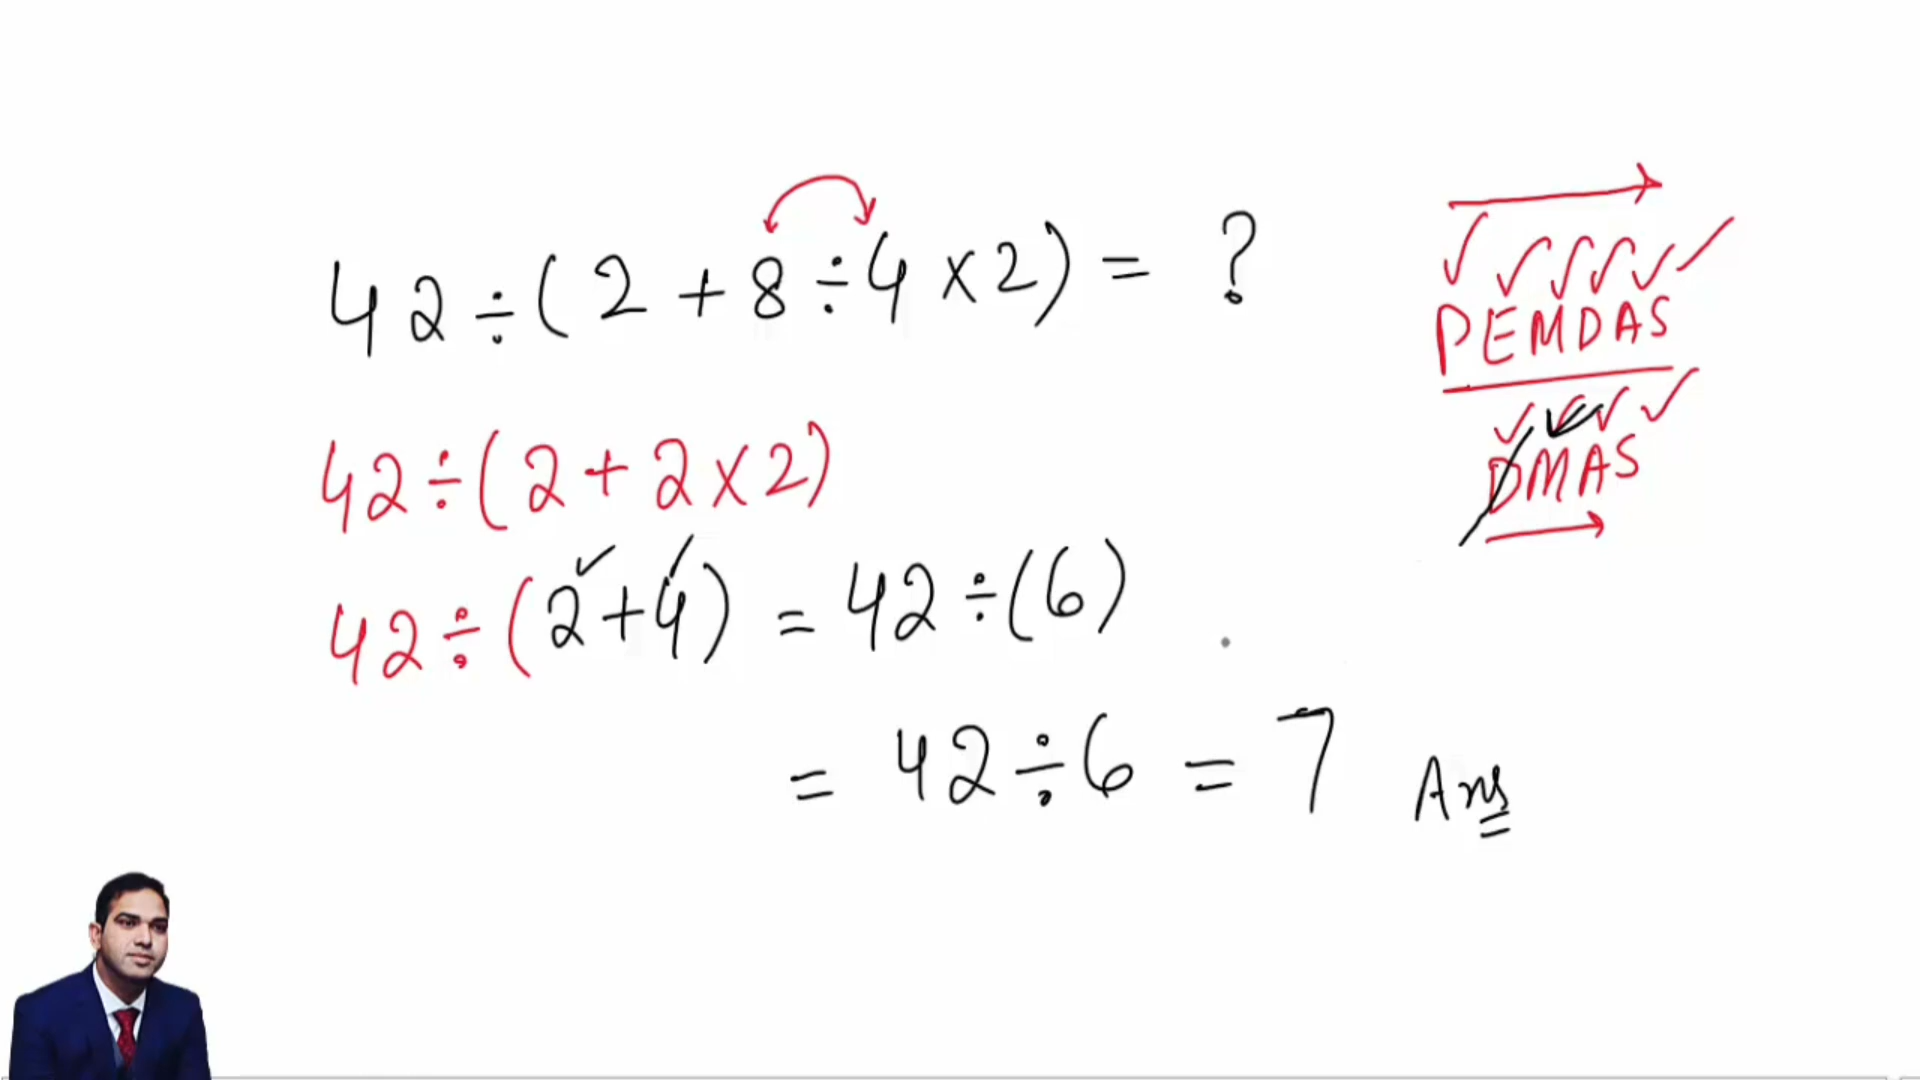 42 ÷ (2 + 8 ÷ 4 × 2) = ?
PEMDAS
42 ÷ (2 + 2 × 2)
DMAS
42 ÷ (2 + 4) = 42 ÷ (6)
= 42 ÷ 6 = 7 Ans